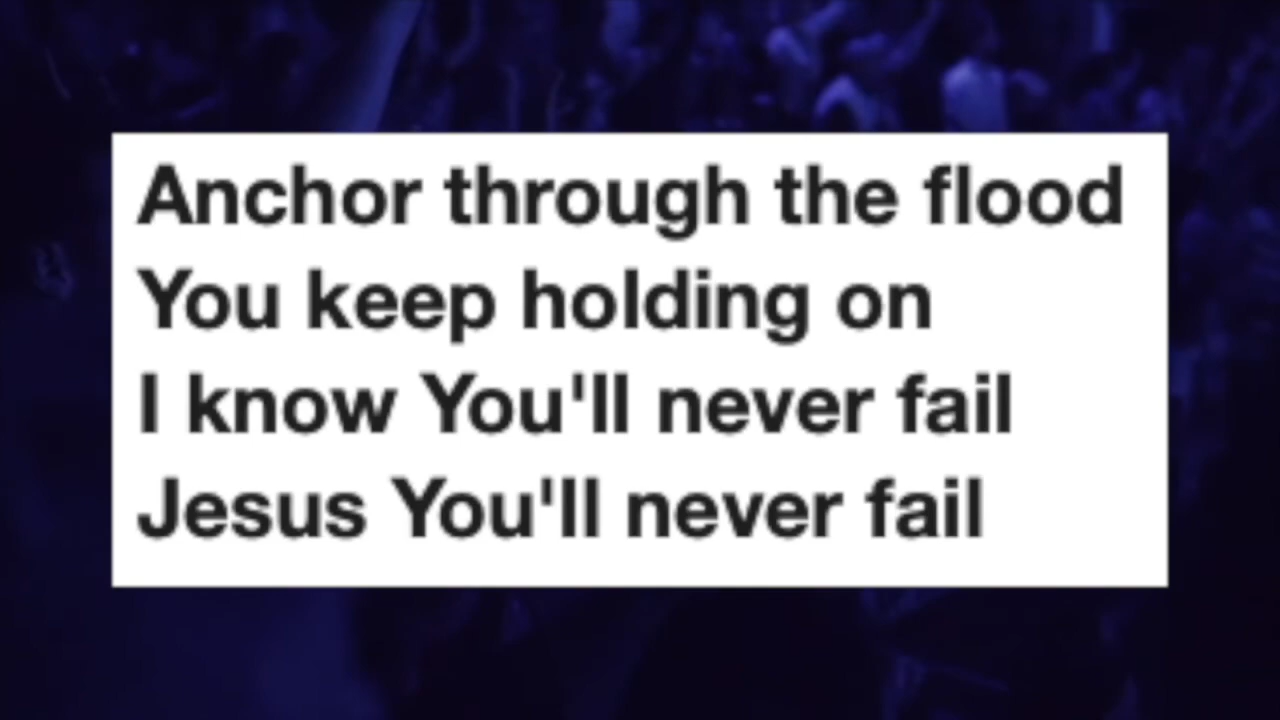 Anchor through the flood
You keep holding on
I know You'll never fail
Jesus You'll never fail